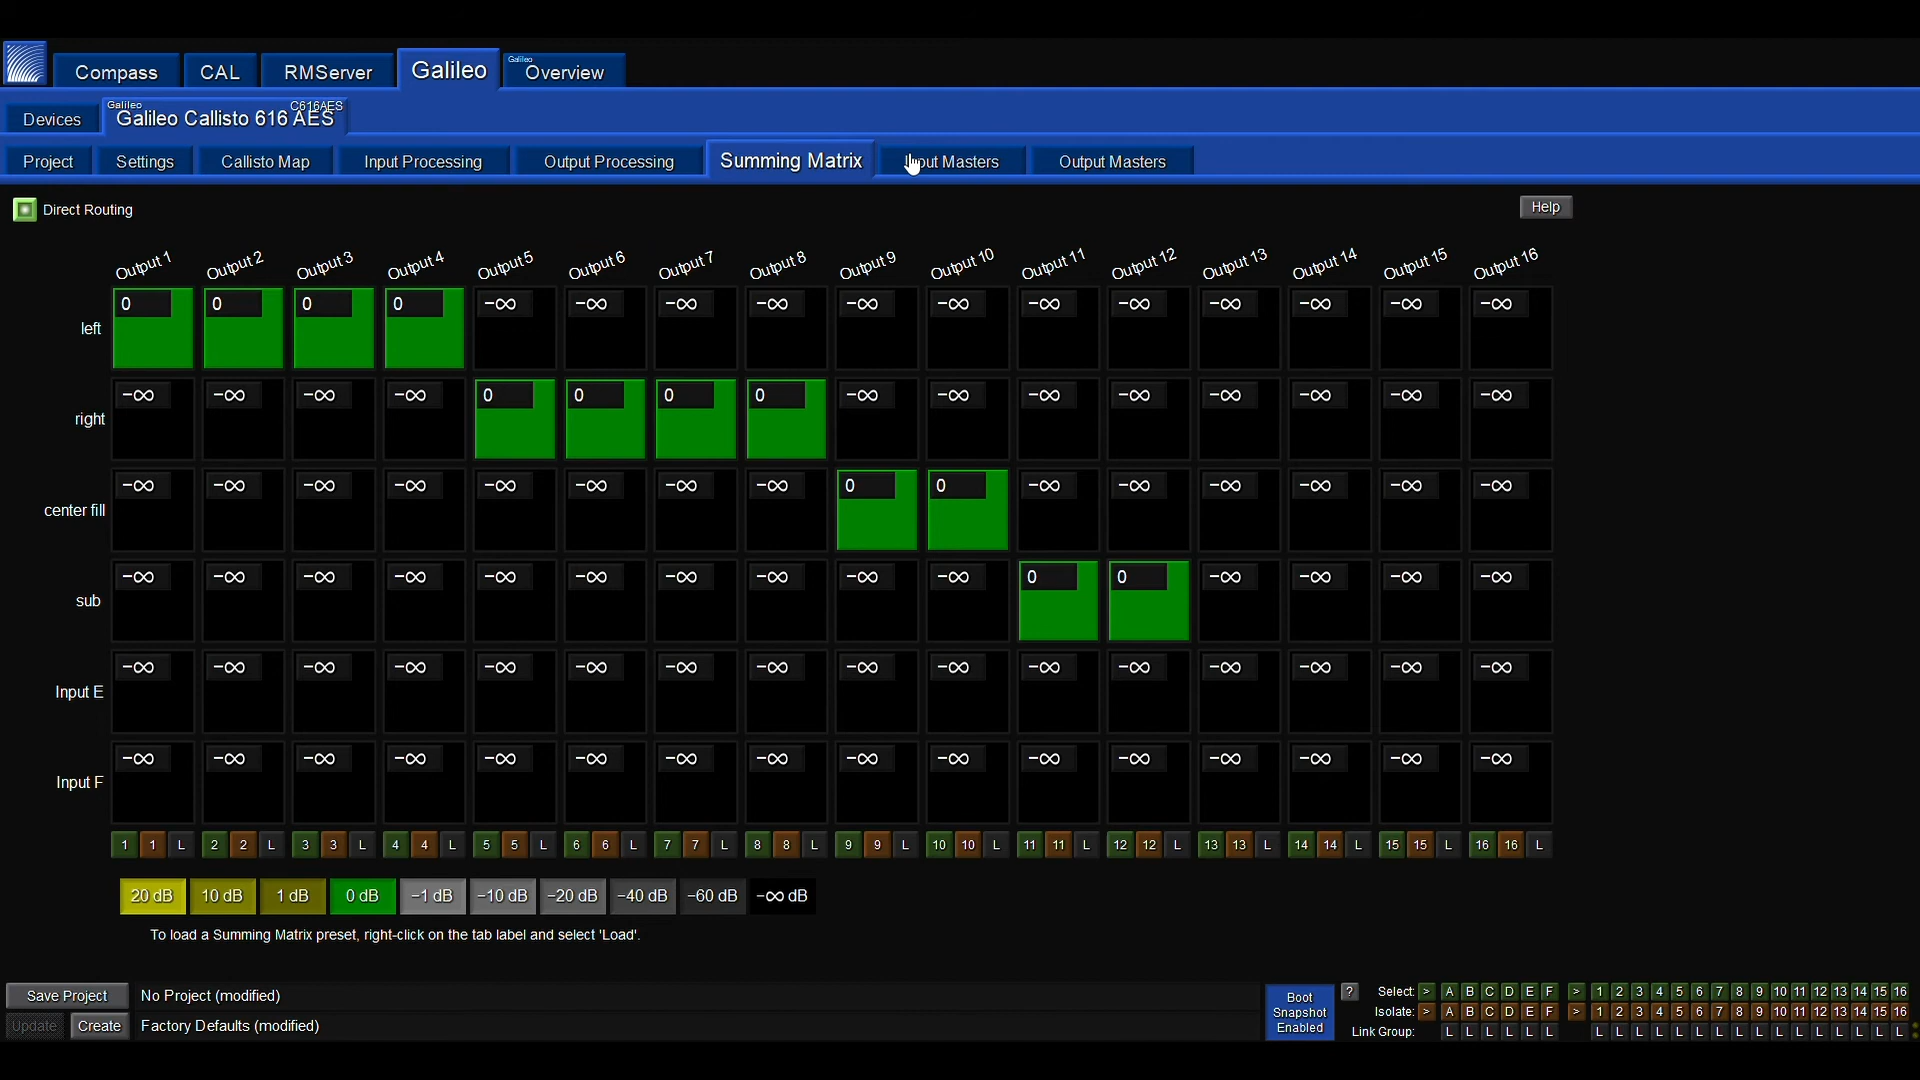 Compass CAL RMServer Galileo Galileo Overview
Devices Galileo C616AES Galileo Callisto 616 AES
Project Settings Callisto Map Input Processing Output Processing Summing Matrix Masters Output Masters
Direct Routing Help
Output 1 Output 2 Output 3 Output 4 Output 5 Output 6 Output 7 Output 8 Output 9 Output 10 Output 11 Output 12 Output 13 Output 14 Output 15 Output 16
left 0 0 0 0 -∞ -∞ -∞ -∞ -∞ -∞ -∞ -∞ -∞ -∞ -∞ -∞
right -∞ -∞ -∞ -∞ 0 0 0 0 -∞ -∞ -∞ -∞ -∞ -∞ -∞ -∞
center fill -∞ -∞ -∞ -∞ -∞ -∞ -∞ -∞ 0 0 -∞ -∞ -∞ -∞ -∞ -∞
sub -∞ -∞ -∞ -∞ -∞ -∞ -∞ -∞ -∞ -∞ 0 0 -∞ -∞ -∞ -∞
Input E -∞ -∞ -∞ -∞ -∞ -∞ -∞ -∞ -∞ -∞ -∞ -∞ -∞ -∞ -∞ -∞
Input F -∞ -∞ -∞ -∞ -∞ -∞ -∞ -∞ -∞ -∞ -∞ -∞ -∞ -∞ -∞ -∞
1 1 L 2 2 L 3 3 L 4 4 L 5 5 L 6 6 L 7 7 L 8 8 L 9 9 L 10 10 L 11 11 L 12 12 L 13 13 L 14 14 L 15 15 L 16 16 L
20 dB 10 dB 1 dB 0 dB -1 dB -10 dB -20 dB -40 dB -60 dB -∞ dB
To load a Summing Matrix preset, right-click on the tab label and select 'Load'.
Save Project No Project (modified)
Update Create Factory Defaults (modified)
Boot
Snapshot
Enabled
?
Select: > A B C D E F > 1 2 3 4 5 6 7 8 9 10 11 12 13 14 15 16
Isolate: > A B C D E F > 1 2 3 4 5 6 7 8 9 10 11 12 13 14 15 16
Link Group: L L L L L L L L L L L L L L L L L L L L L L